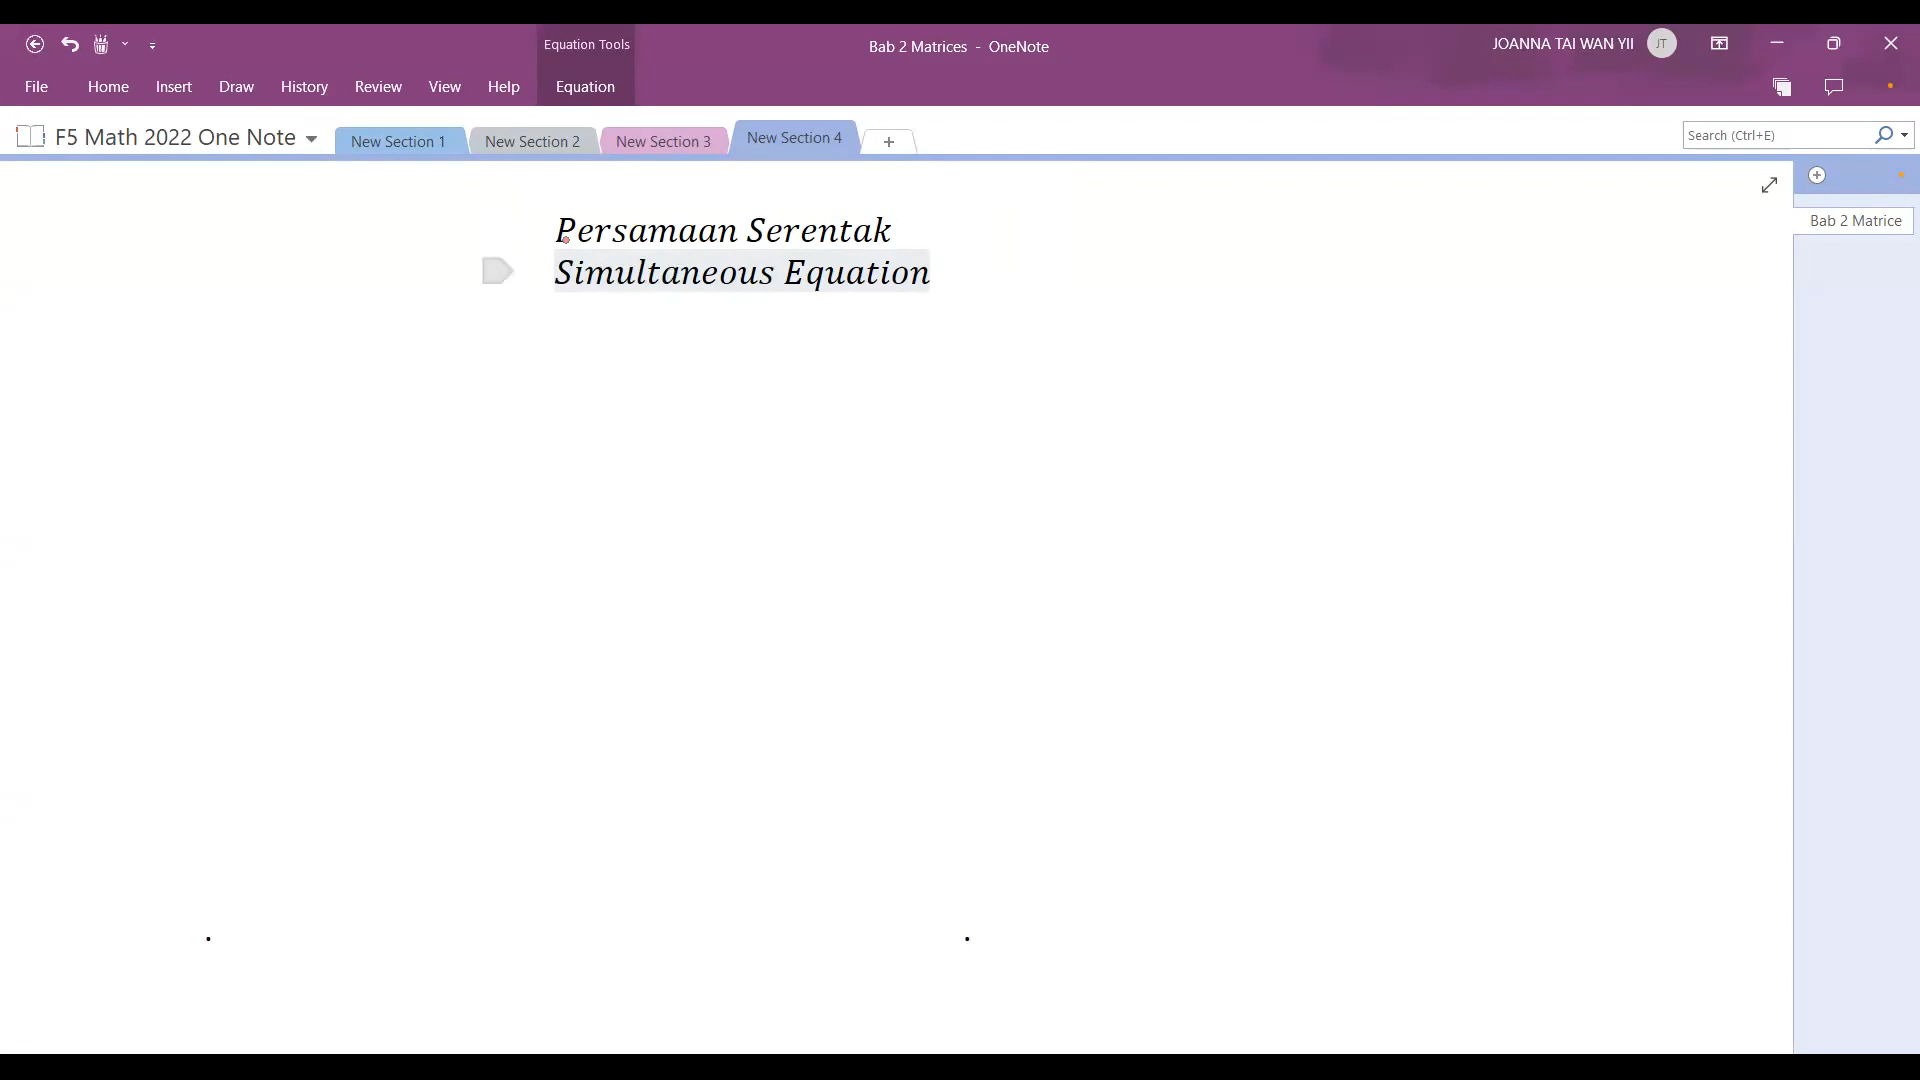 Equation Tools
Bab 2 Matrices - OneNote
JOANNA TAI WAN YII
JT
File
Home
Insert
Draw
History
Review
View
Help
Equation
F5 Math 2022 One Note
New Section 1
New Section 2
New Section 3
New Section 4
Search (Ctrl+E)
Bab 2 Matrice
Persamaan Serentak
Simultaneous Equation